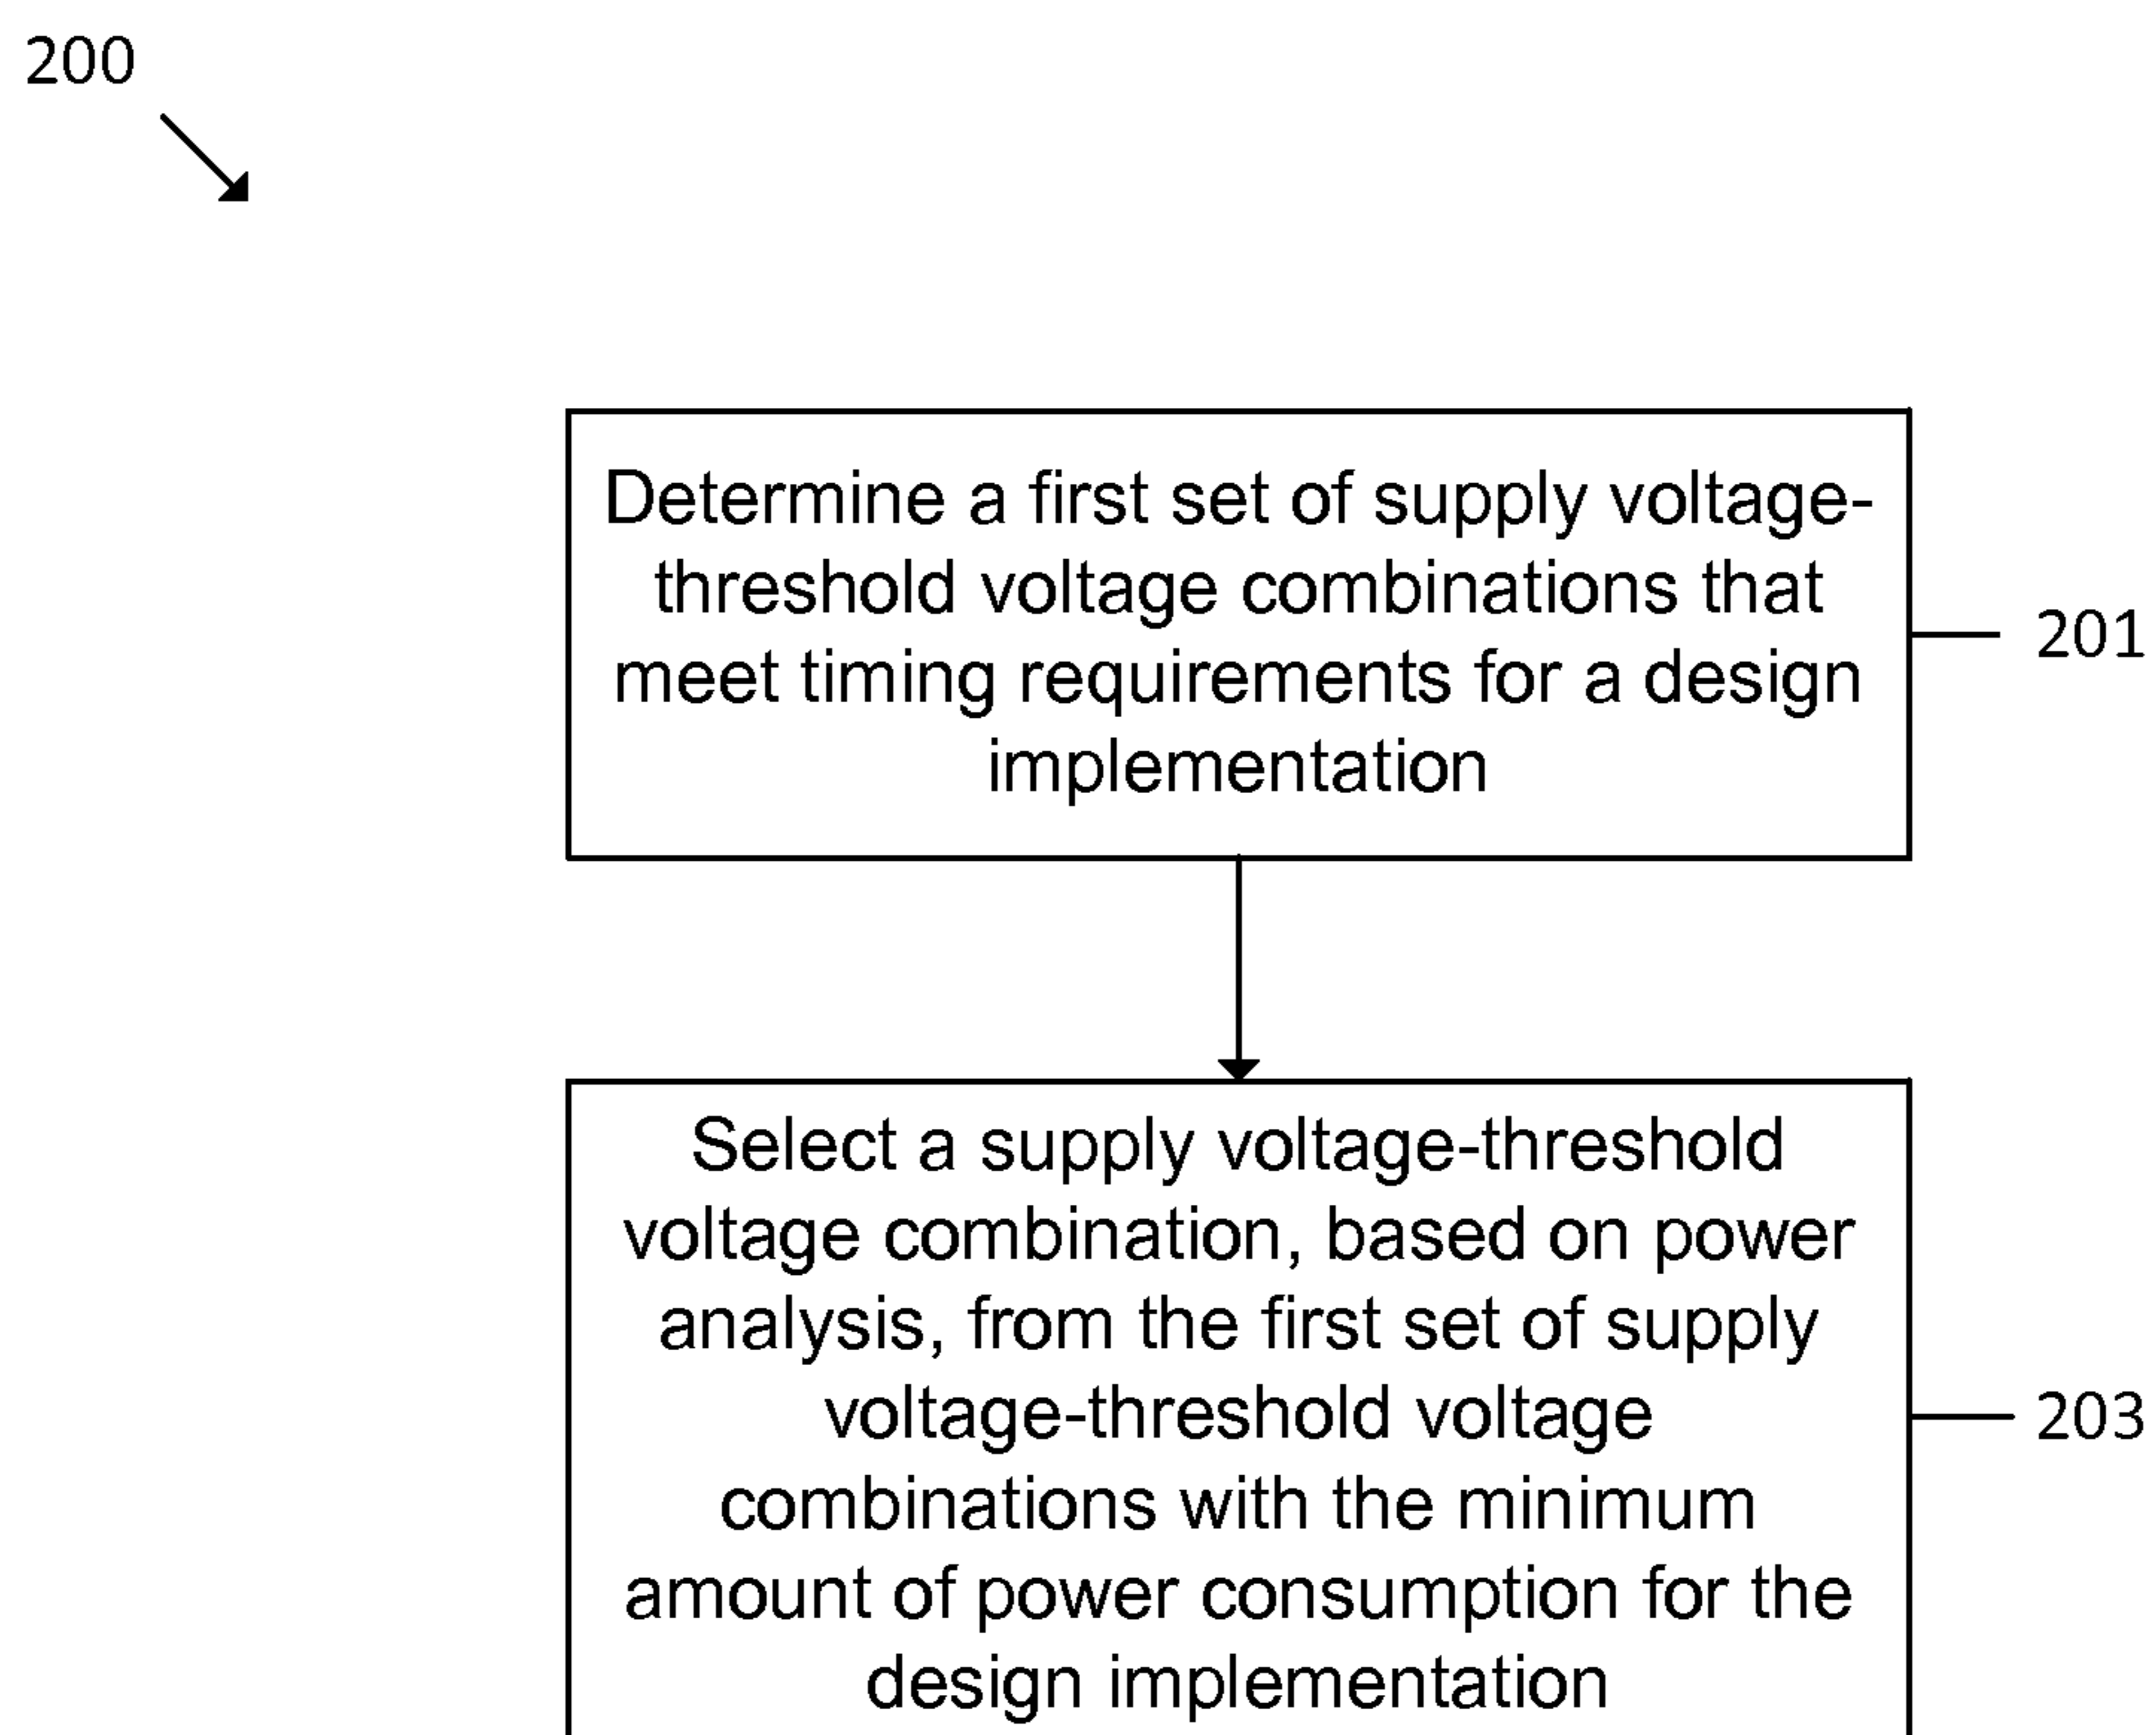 200
Determine a first set of supply voltage-
threshold voltage combinations that
meet timing requirements for a design
implementation
201
Select a supply voltage-threshold
voltage combination, based on power
analysis, from the first set of supply
voltage-threshold voltage
combinations with the minimum
amount of power consumption for the
design implementation
203